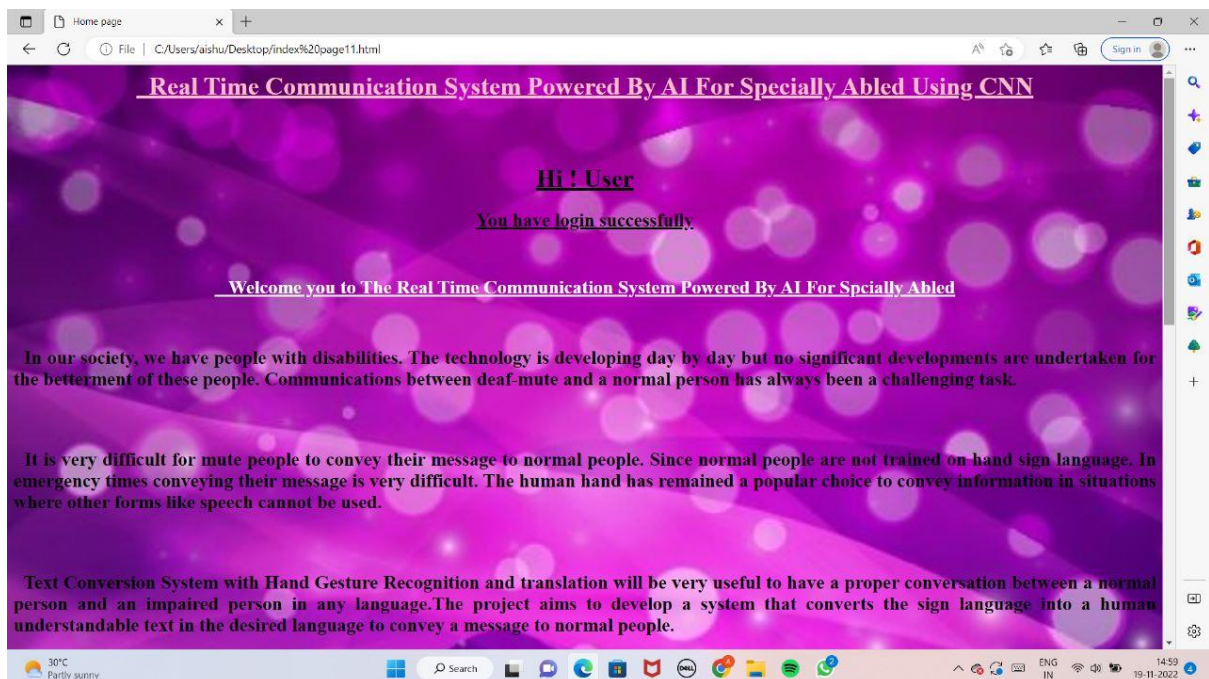 Home page
File | C:/Users/aishu/Desktop/index%20page11.html
Sign in
Real Time Communication System Powered By AI For Specially Abled Using CNN
Hi ! User
You have login successfully
Welcome you to The Real Time Communication System Powered By AI For Spcially Abled
In our society, we have people with disabilities. The technology is developing day by day but no significant developments are undertaken for
the betterment of these people. Communications between deaf-mute and a normal person has always been a challenging task.
It is very difficult for mute people to convey their message to normal people. Since normal people are not trained on hand sign language. In
emergency times conveying their message is very difficult. The human hand has remained a popular choice to convey information in situations
where other forms like speech cannot be used.
Text Conversion System with Hand Gesture Recognition and translation will be very useful to have a proper conversation between a normal
person and an impaired person in any language.The project aims to develop a system that converts the sign language into a human
understandable text in the desired language to convey a message to normal people.
30°C
Partly sunny
Search
DELL
ENG
IN
14:59
19-11-2022